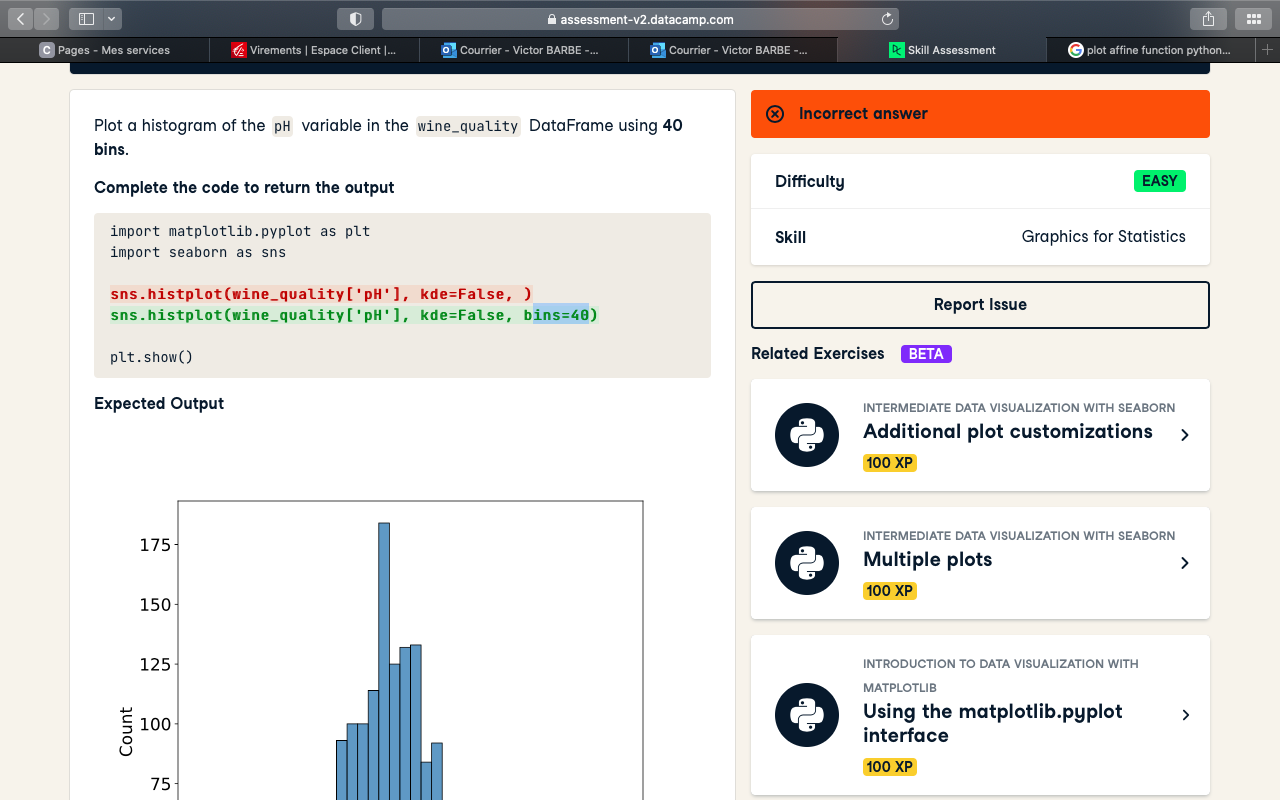 assessment-v2.datacamp.com
Pages - Mes services
Virements | Espace Client |...
Courrier - Victor BARBE -...
Courrier - Victor BARBE -...
Skill Assessment
plot affine function python...
Plot a histogram of the pH variable in the wine_quality DataFrame using 40
bins.
Complete the code to return the output
import matplotlib.pyplot as plt
import seaborn as sns
sns.histplot(wine_quality['pH'], kde=False, )
sns.histplot(wine_quality['pH'], kde=False, bins=40)
plt.show()
Expected Output
175
150
125
100
75
Count
Incorrect answer
Difficulty
EASY
Skill
Graphics for Statistics
Report Issue
Related Exercises BETA
INTERMEDIATE DATA VISUALIZATION WITH SEABORN
Additional plot customizations
100 XP
INTERMEDIATE DATA VISUALIZATION WITH SEABORN
Multiple plots
100 XP
INTRODUCTION TO DATA VISUALIZATION WITH
MATPLOTLIB
Using the matplotlib.pyplot
interface
100 XP